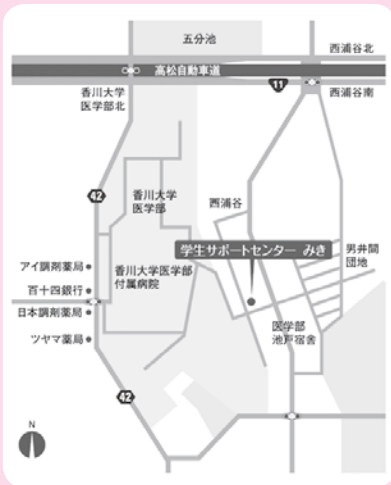 五分池
西浦谷北
高松自動車道
11
香川大学
医学部北
西浦谷南
42
香川大学
医学部
西浦谷
学生サポートセンター みき
男井間
団地
アイ調剤薬局
香川大学医学部
付属病院
百十四銀行
日本調剤薬局
医学部
池戸宿舎
ツヤマ薬局
42
N